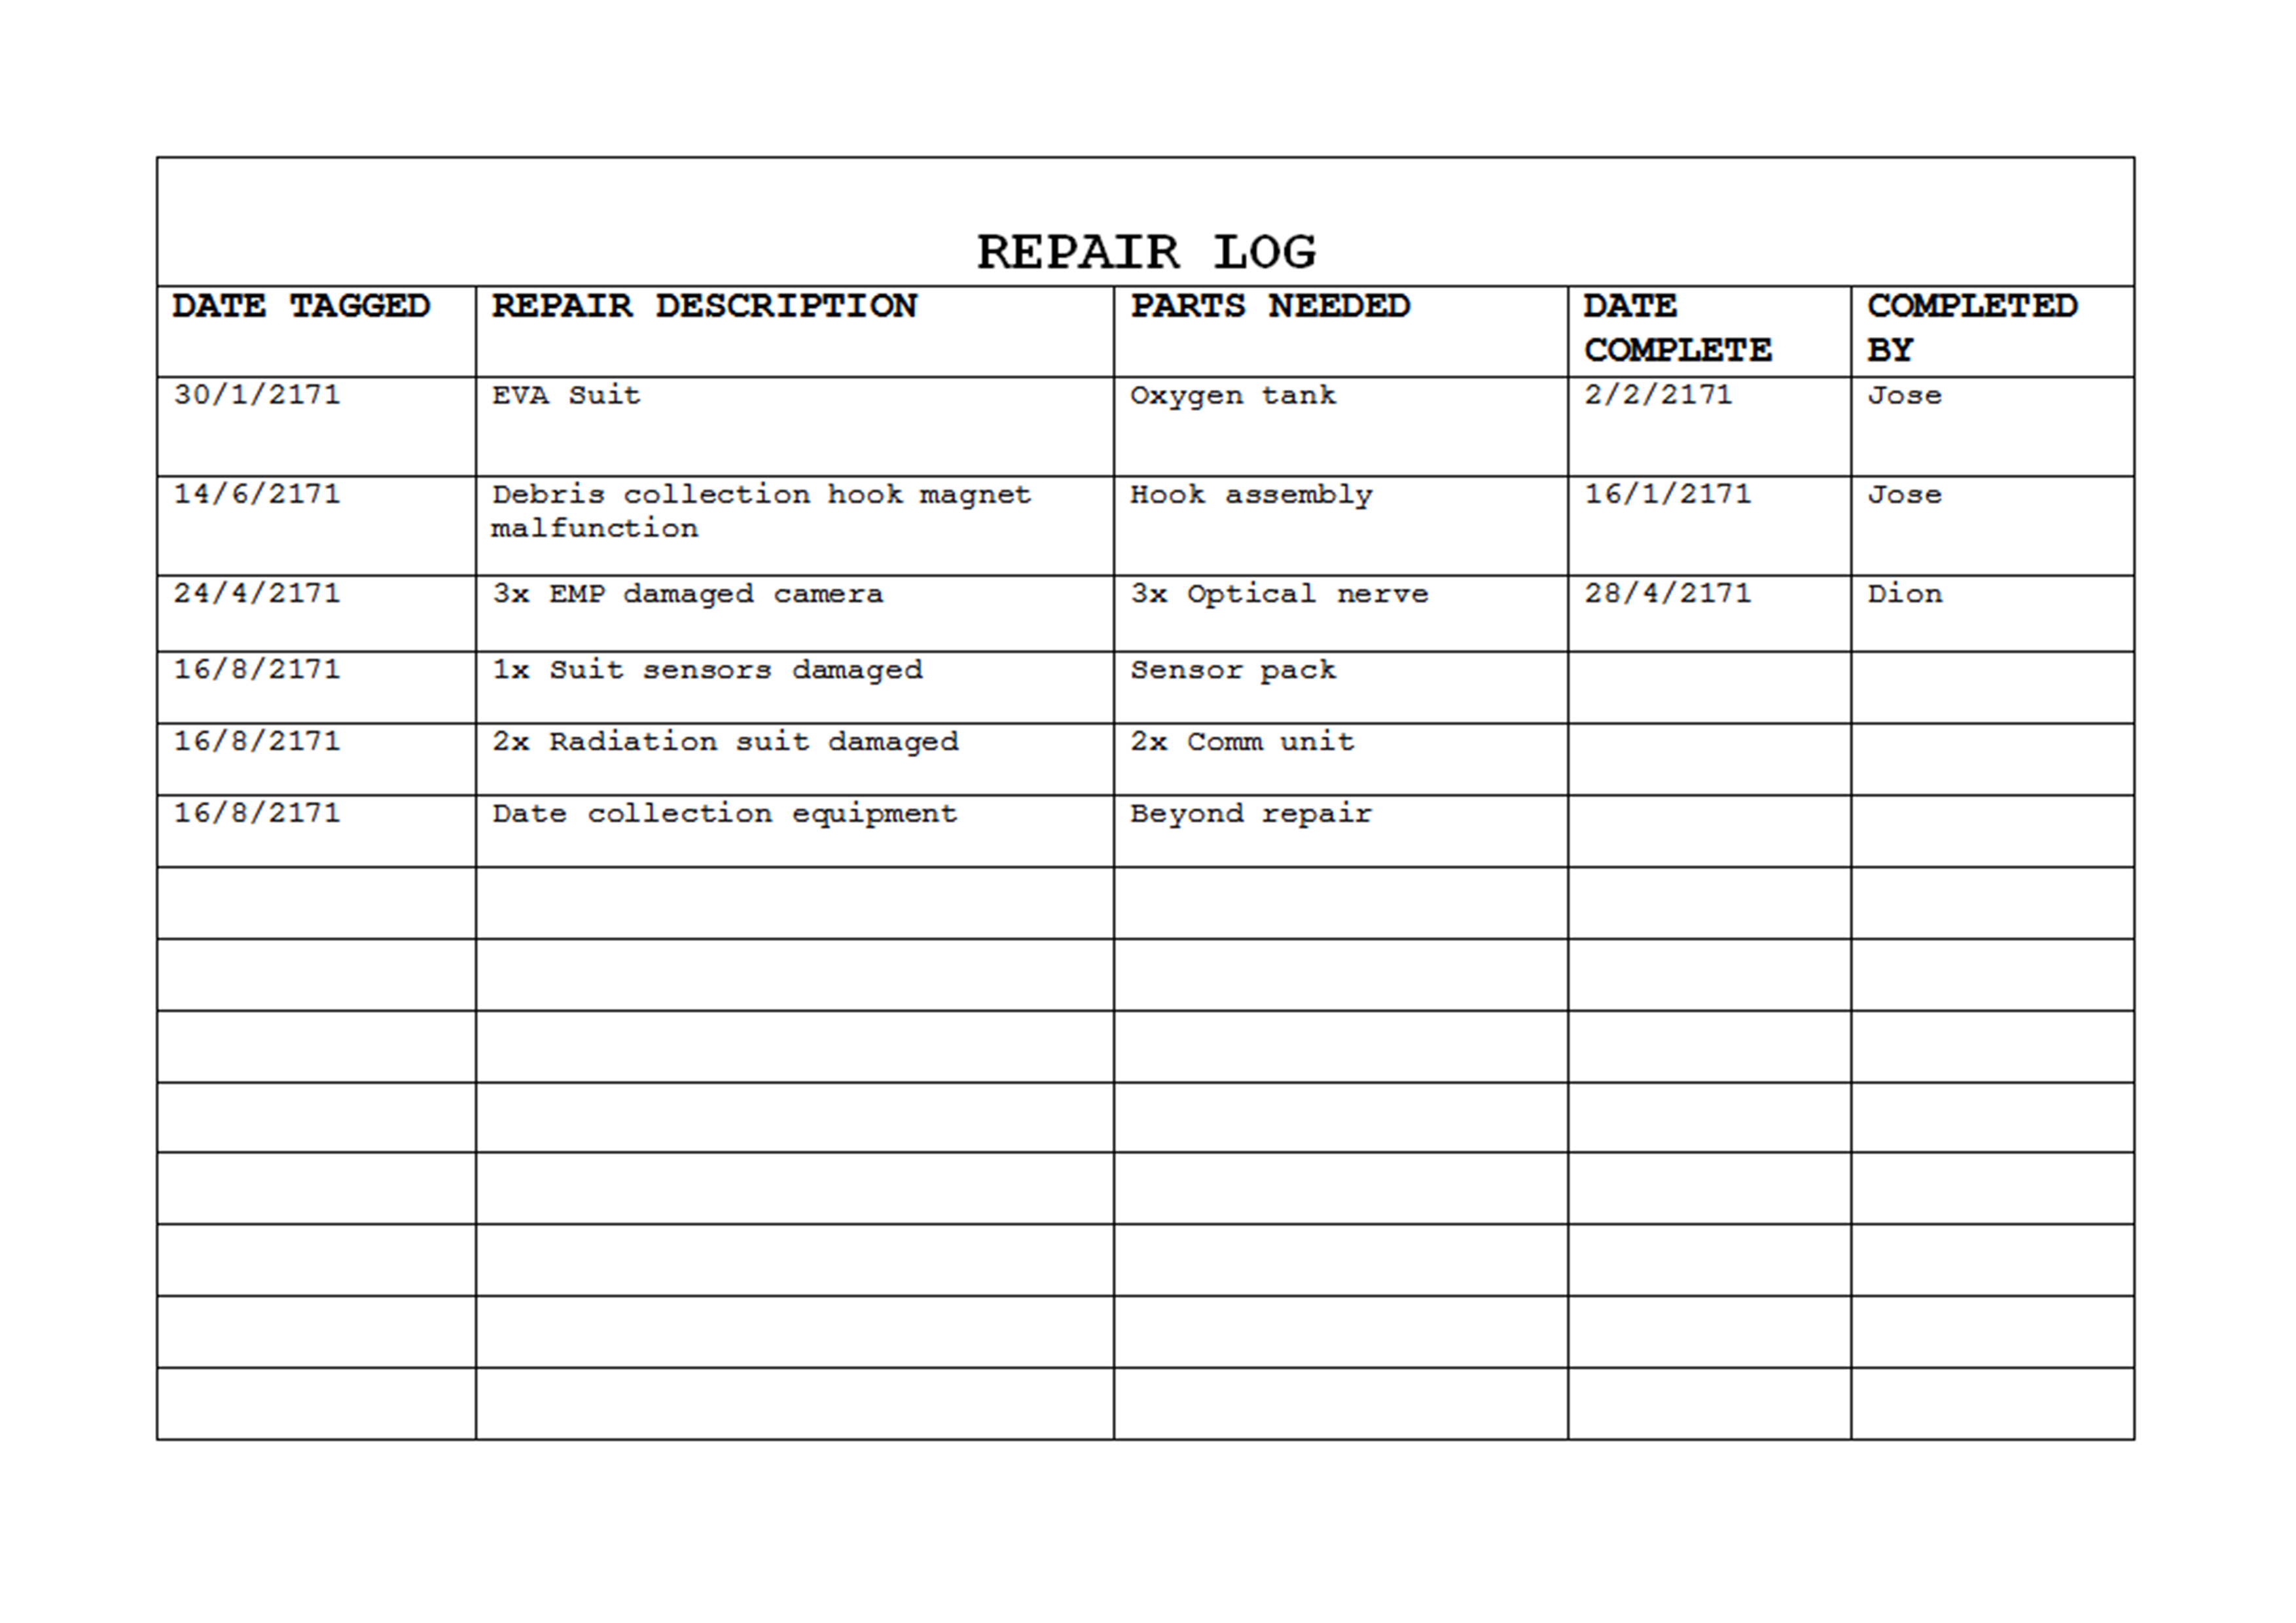 REPAIR LOG
DATE TAGGED REPAIR DESCRIPTION PARTS NEEDED DATE COMPLETE COMPLETED BY
30/1/2171 EVA Suit Oxygen tank 2/2/2171 Jose
14/6/2171 Debris collection hook magnet malfunction Hook assembly 16/1/2171 Jose
24/4/2171 3x EMP damaged camera 3x Optical nerve 28/4/2171 Dion
16/8/2171 1x Suit sensors damaged Sensor pack
16/8/2171 2x Radiation suit damaged 2x Comm unit
16/8/2171 Date collection equipment Beyond repair